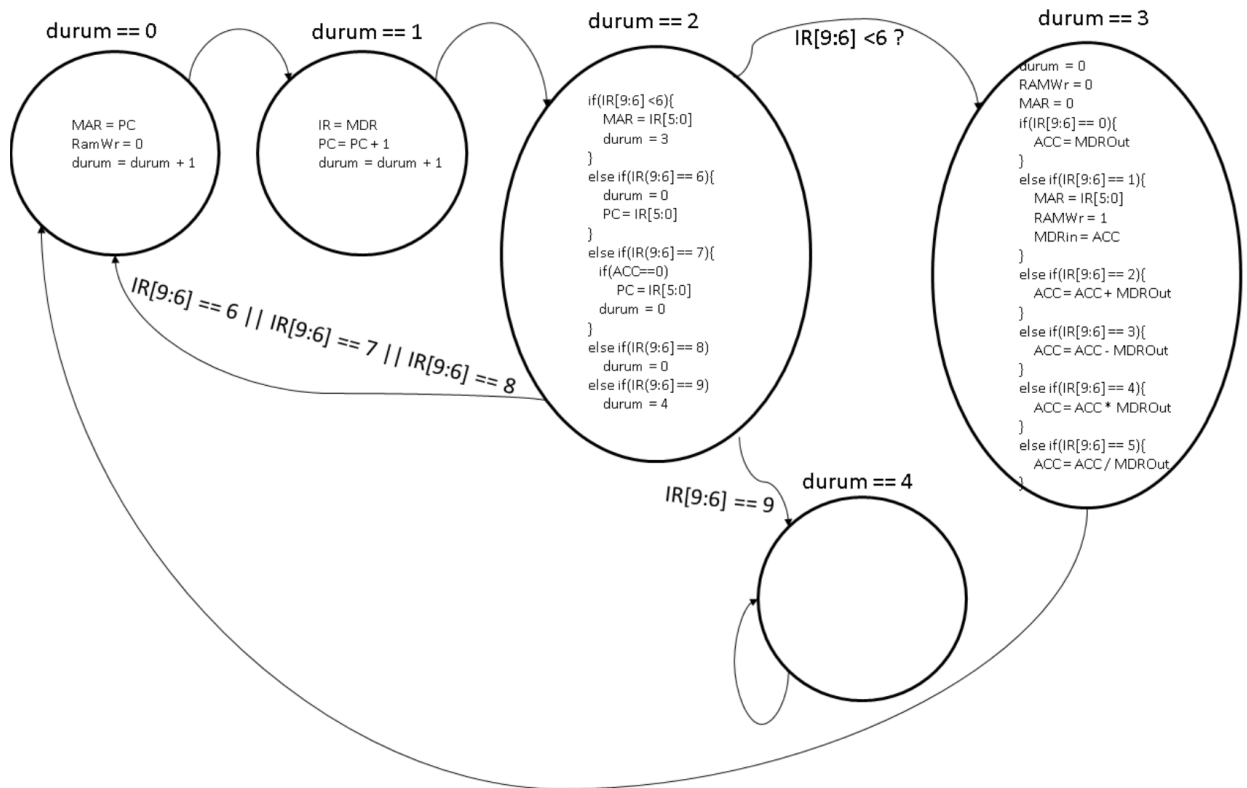 durum == 0
MAR = PC
RamWr = 0
durum = durum + 1
durum == 1
IR = MDR
PC = PC + 1
durum = durum + 1
durum == 2
if(IR[9:6] <6){
MAR = IR[5:0]
durum = 3
}
else if(IR(9:6] == 6){
durum = 0
PC = IR[5:0]
}
else if(IR(9:6] == 7){
if(ACC==0)
PC = IR[5:0]
durum = 0
}
else if(IR(9:6] == 8)
durum = 0
else if(IR(9:6] == 9)
durum = 4
IR[9:6] <6 ?
durum == 3
durum = 0
RAMWr = 0
MAR = 0
if(IR[9:6] == 0){
ACC = MDROut
}
else if(IR[9:6] == 1){
MAR = IR[5:0]
RAMWr = 1
MDRin = ACC
}
else if(IR[9:6] == 2){
ACC = ACC + MDROut
}
else if(IR[9:6] == 3){
ACC = ACC - MDROut
}
else if(IR[9:6] == 4){
ACC = ACC * MDROut
}
else if(IR[9:6] == 5){
ACC = ACC / MDROut
}
IR[9:6] == 6 || IR[9:6] == 7 || IR[9:6] == 8
IR[9:6] == 9
durum == 4